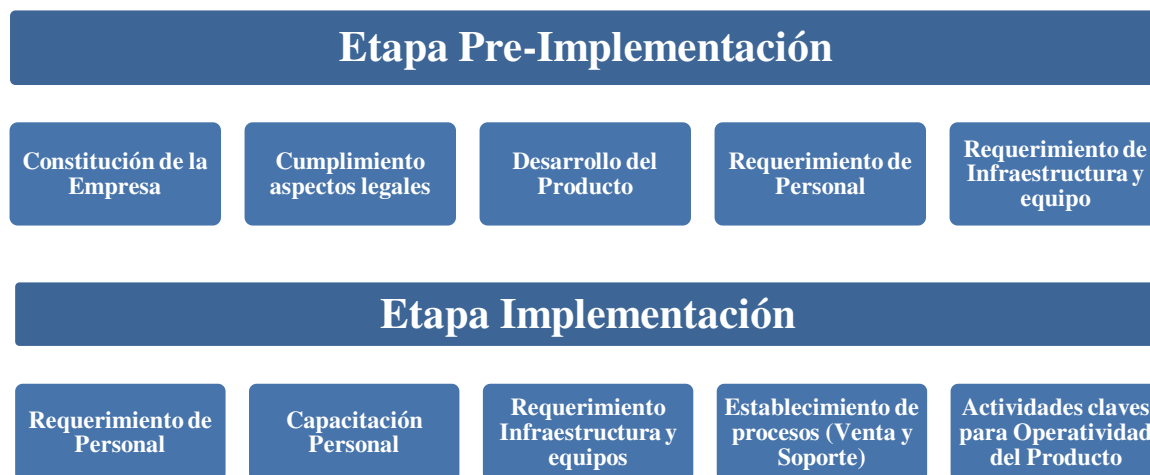 Etapa Pre-Implementación
Constitución de la
Empresa
Cumplimiento
aspectos legales
Desarrollo del
Producto
Requerimiento de
Personal
Requerimiento de
Infraestructura y
equipo
Etapa Implementación
Requerimiento de
Personal
Capacitación
Personal
Requerimiento
Infraestructura y
equipos
Establecimiento de
procesos (Venta y
Soporte)
Actividades claves
para Operatividad
del Producto